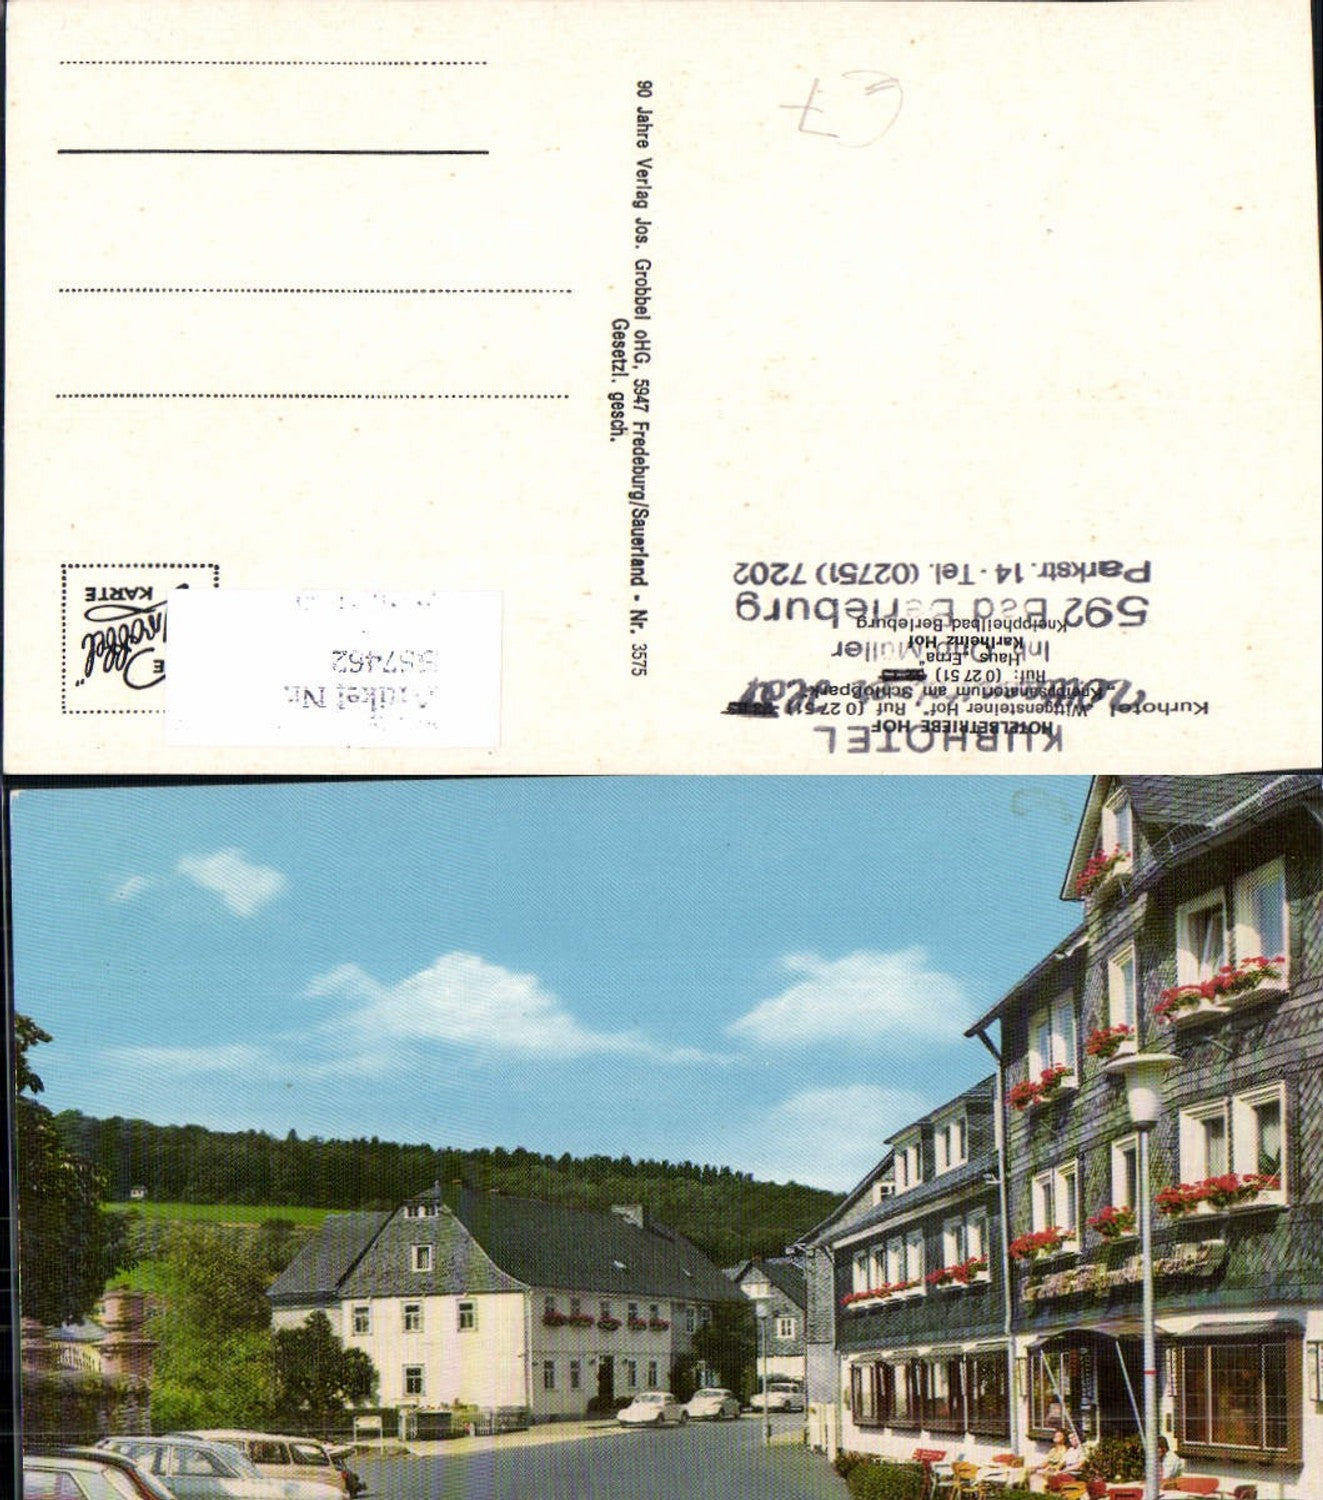 90 Jahre Verlag Jos. Grobbel oHG, 5947 Fredeburg/Sauerland - Nr. 3575
Gesetzl. gesch.
KARTE
Grobbel
E
Artikel Nr.
557462
HOTELBETRIEBE HOF
Kurhotel „Wittgensteiner Hof“, Ruf (0 27 51)
„Kneippsanatorium am Schloßpark“
Ruf: (0 27 51)
Haus „Erna“
Karlheinz Hof
Kneippheilbad Berleburg
KURHOTEL
Inh. Otto Müller
592 Bad Berleburg
Parkstr. 14 - Tel. (02751) 7202